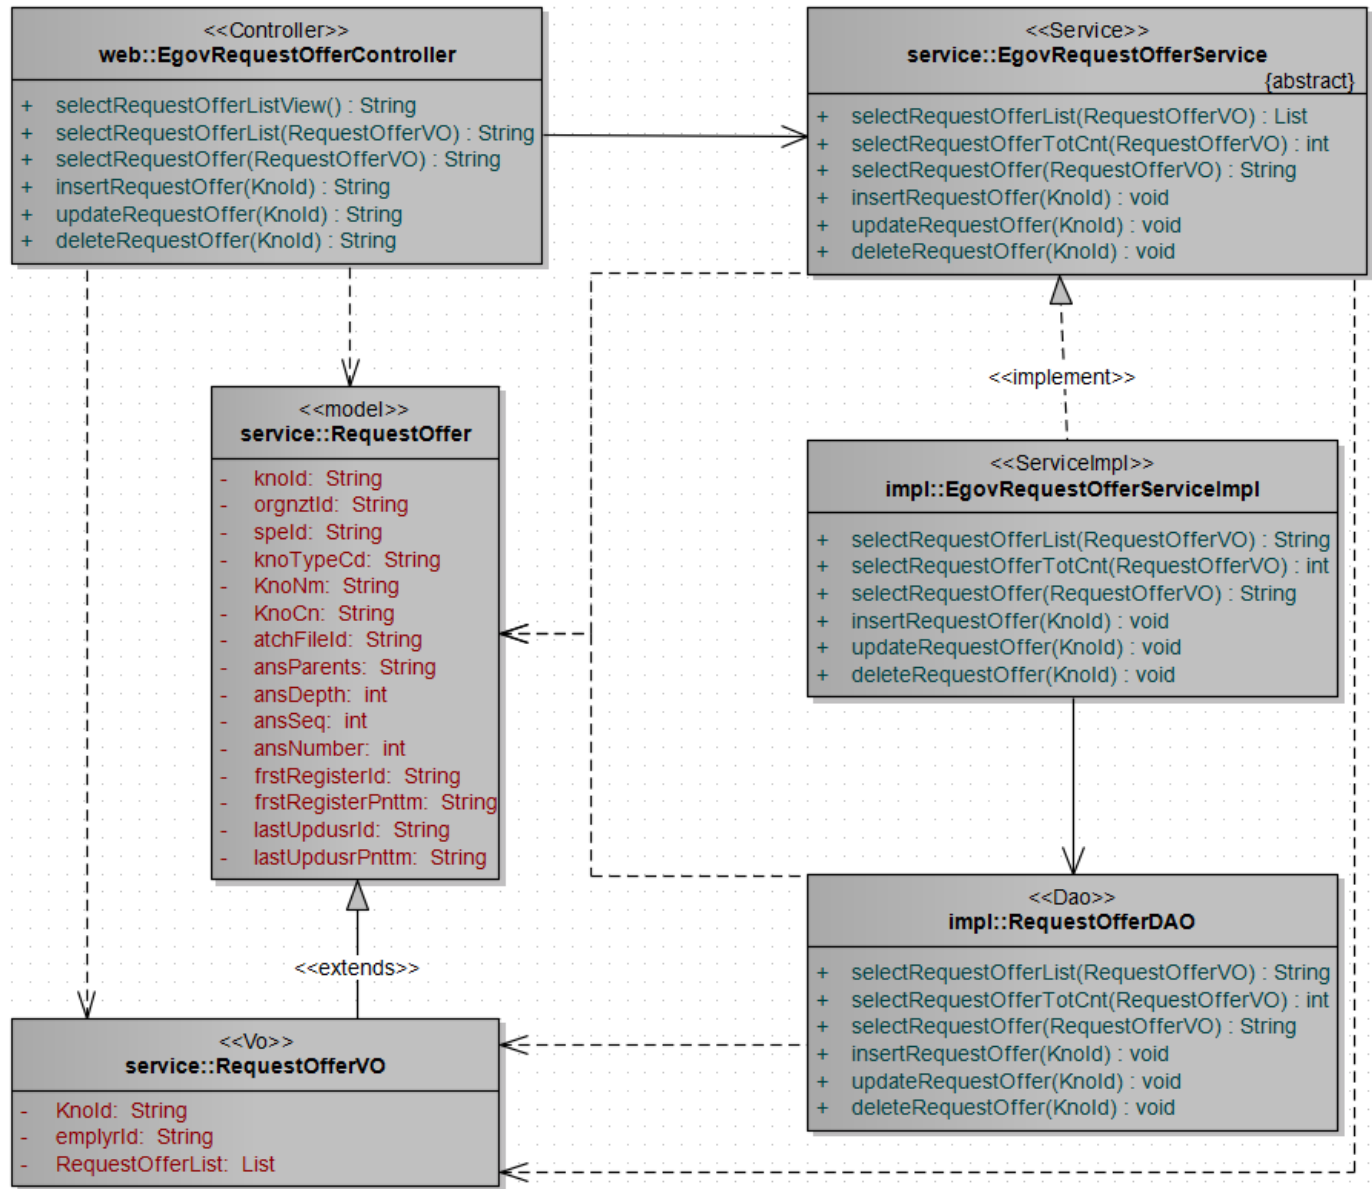 <<Controller>>
web::EgovRequestOfferController
+ selectRequestOfferListView() : String
+ selectRequestOfferList(RequestOfferVO) : String
+ selectRequestOffer(RequestOfferVO) : String
+ insertRequestOffer(KnoId) : String
+ updateRequestOffer(KnoId) : String
+ deleteRequestOffer(KnoId) : String
<<Service>>
service::EgovRequestOfferService
{abstract}
+ selectRequestOfferList(RequestOfferVO) : List
+ selectRequestOfferTotCnt(RequestOfferVO) : int
+ selectRequestOffer(RequestOfferVO) : String
+ insertRequestOffer(KnoId) : void
+ updateRequestOffer(KnoId) : void
+ deleteRequestOffer(KnoId) : void
<<implement>>
<<model>>
service::RequestOffer
- knoId: String
- orgnztId: String
- speId: String
- knoTypeCd: String
- KnoNm: String
- KnoCn: String
- atchFileId: String
- ansParents: String
- ansDepth: int
- ansSeq: int
- ansNumber: int
- frstRegisterId: String
- frstRegisterPnttm: String
- lastUpdusrId: String
- lastUpdusrPnttm: String
<<ServiceImpl>>
impl::EgovRequestOfferServiceImpl
+ selectRequestOfferList(RequestOfferVO) : String
+ selectRequestOfferTotCnt(RequestOfferVO) : int
+ selectRequestOffer(RequestOfferVO) : String
+ insertRequestOffer(KnoId) : void
+ updateRequestOffer(KnoId) : void
+ deleteRequestOffer(KnoId) : void
<<extends>>
<<Vo>>
service::RequestOfferVO
- KnoId: String
- emplyrId: String
- RequestOfferList: List
<<Dao>>
impl::RequestOfferDAO
+ selectRequestOfferList(RequestOfferVO) : String
+ selectRequestOfferTotCnt(RequestOfferVO) : int
+ selectRequestOffer(RequestOfferVO) : String
+ insertRequestOffer(KnoId) : void
+ updateRequestOffer(KnoId) : void
+ deleteRequestOffer(KnoId) : void